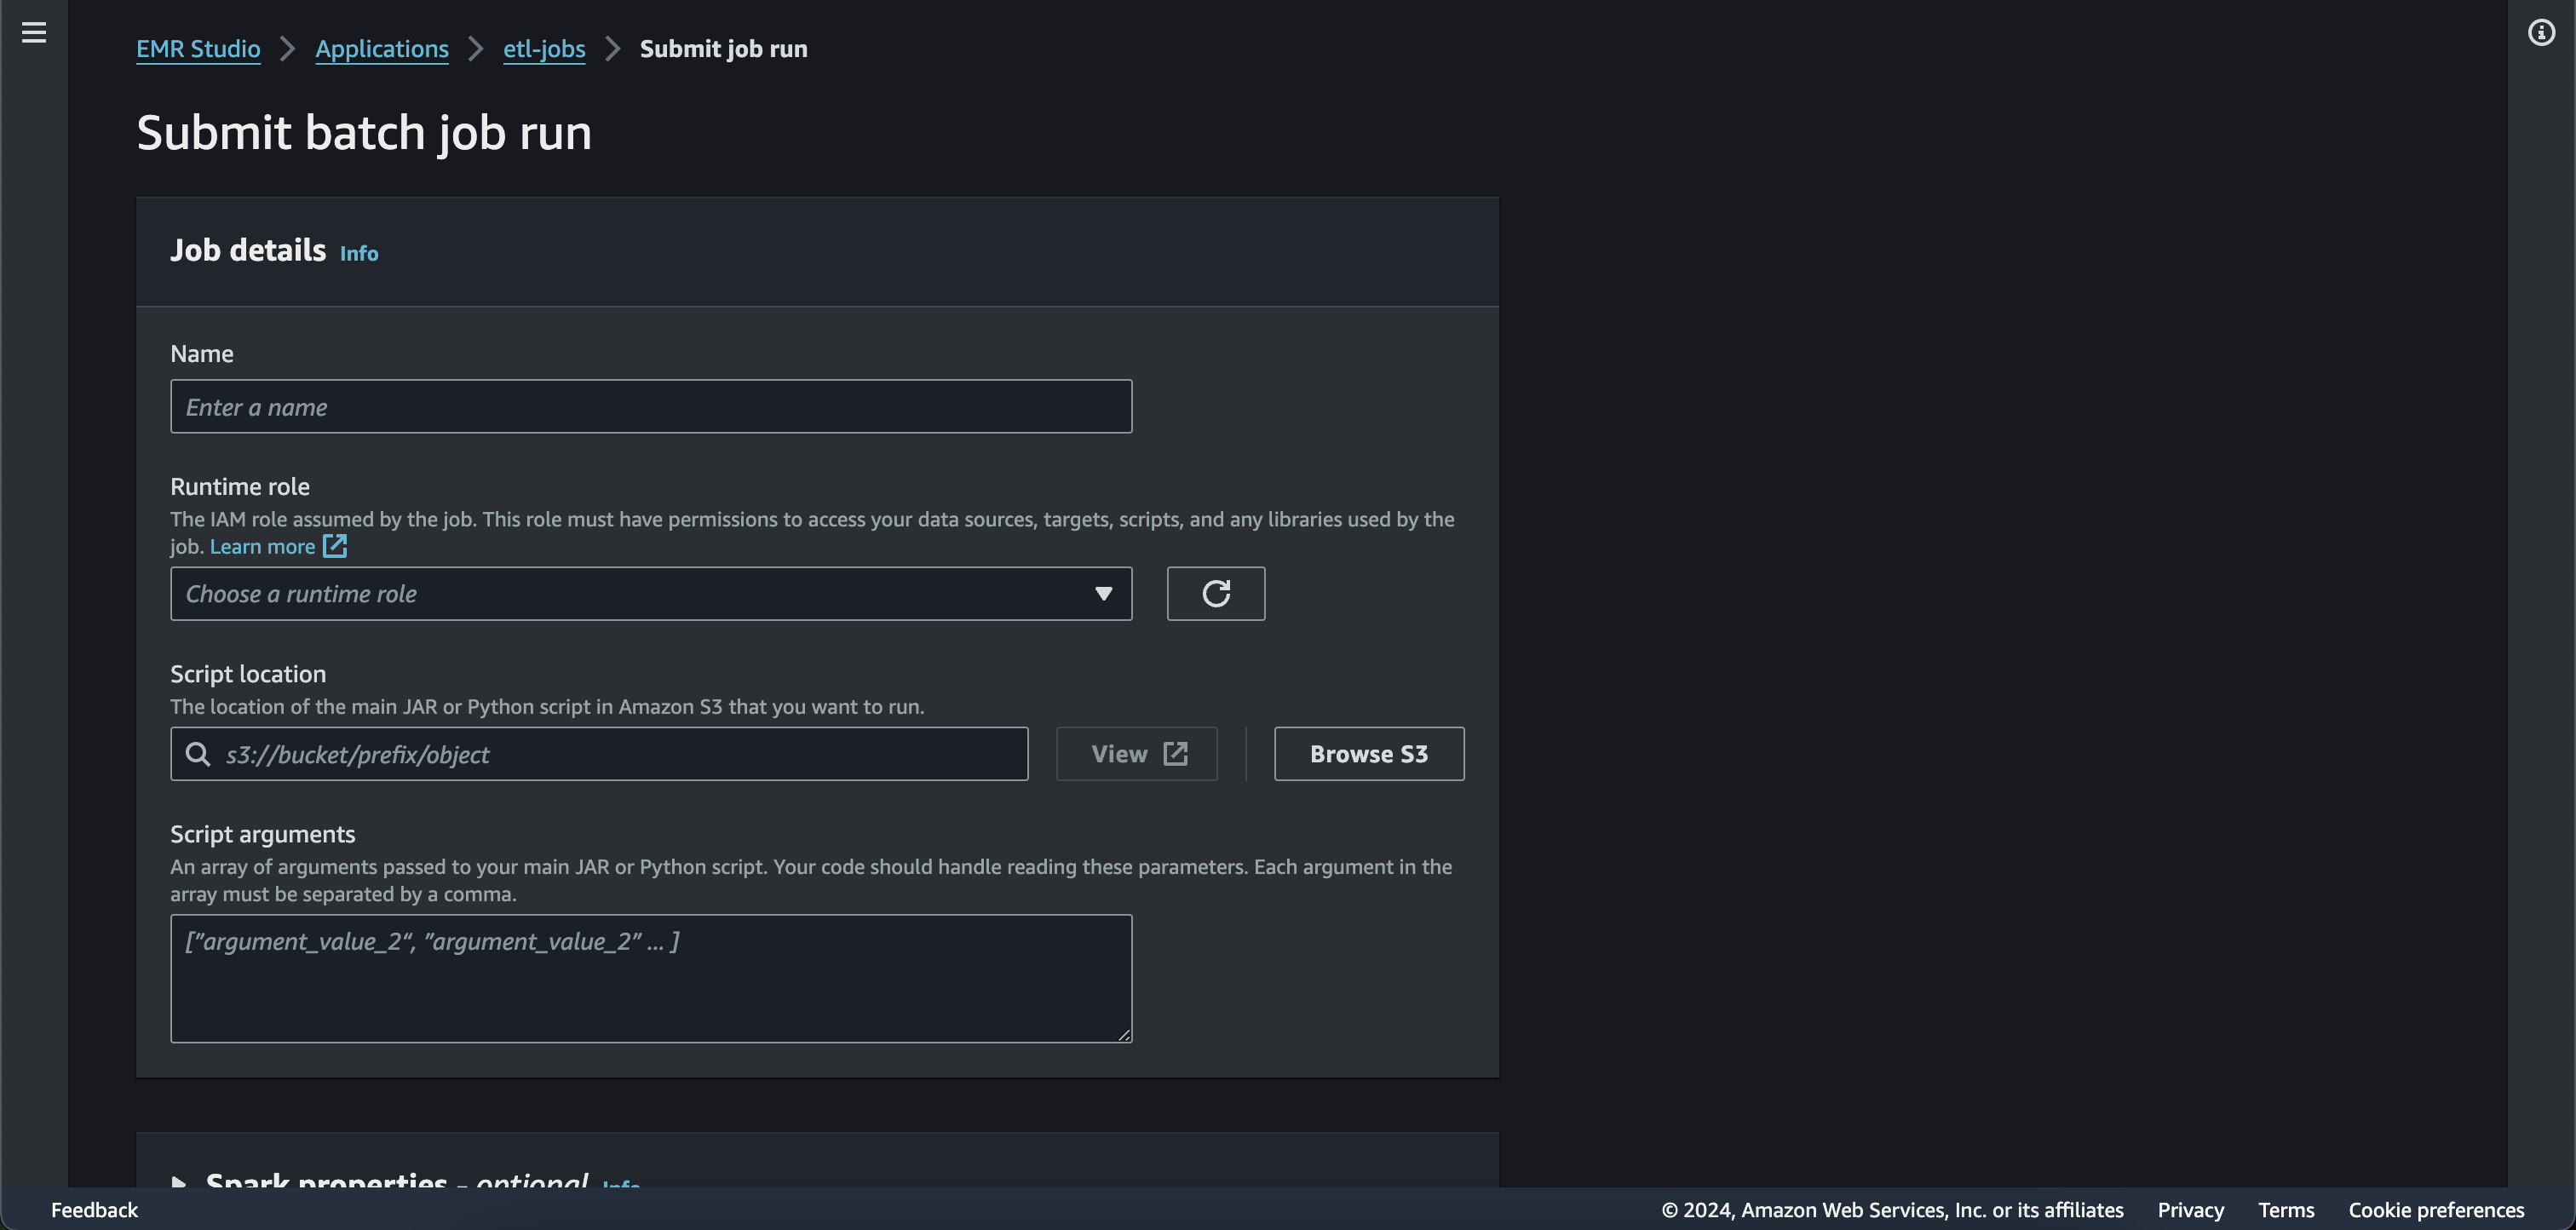 EMR Studio > Applications > etl-jobs > Submit job run
Submit batch job run
Job details Info
Name
Enter a name
Runtime role
The IAM role assumed by the job. This role must have permissions to access your data sources, targets, scripts, and any libraries used by the
job. Learn more
Choose a runtime role
Script location
The location of the main JAR or Python script in Amazon S3 that you want to run.
s3://bucket/prefix/object View Browse S3
Script arguments
An array of arguments passed to your main JAR or Python script. Your code should handle reading these parameters. Each argument in the
array must be separated by a comma.
["argument_value_2“, ”argument_value_2” ... ]
Spark properties - optional Info
Feedback © 2024, Amazon Web Services, Inc. or its affiliates Privacy Terms Cookie preferences